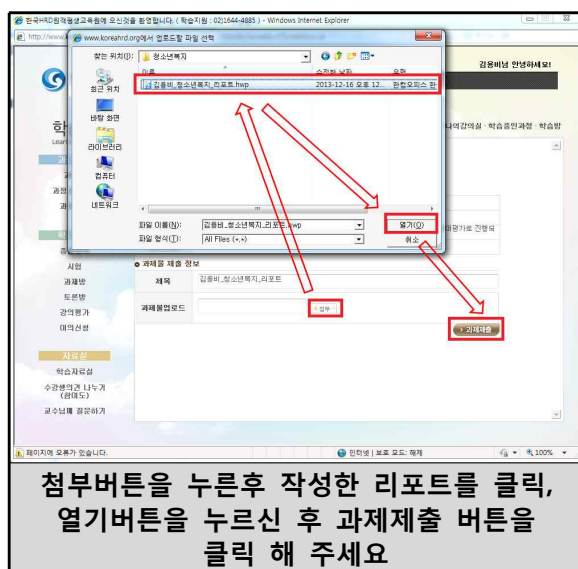 한국HRD원격평생교육원에 오신것을 환영합니다. ( 학습지원 : 02)1644-4885 ) - Windows Internet Explorer
http://www.
www.koreahrd.org에서 업로드할 파일 선택
찾는 위치(I): 청소년복지
김용비님 안녕하세요!
이름 수정한 날짜 유형
김용비_청소년복지_리포트.hwp 2013-12-16 오후 12... 한컴오피스 한
최근 위치
바탕 화면
라이브러리
컴퓨터
네트워크
나의강의실 학습중인과정 학습방
파일 이름(N): 김용비_청소년복지_리포트.hwp 열기(O)
파일 형식(T): All Files (*.*) 취소
과제물 제출 정보
제목 김용비_청소년복지_리포트
과제물업로드 첨부
과제제출
시험
과제방
토론방
강의평가
이의신청
자료실
학습자료실
수강생의견 나누기
(참여도)
교수님께 질문하기
페이지에 오류가 있습니다. 인터넷 | 보호 모드: 해제 100%
첨부버튼을 누른후 작성한 리포트를 클릭,
열기버튼을 누르신 후 과제제출 버튼을
클릭 해 주세요